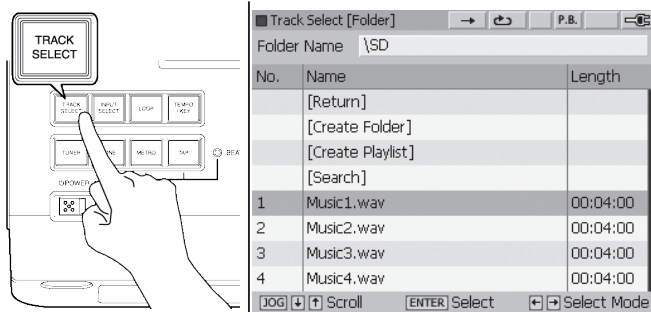 TRACK
SELECT
TRACK
SELECT
INPUT
SELECT
LOOP
TEMPO
KEY
TUNER
METRO
TAP
BEA
POWER
Track Select [Folder]
P.B.
Folder Name \SD
No. Name Length
[Return]
[Create Folder]
[Create Playlist]
[Search]
1 Music1.wav 00:04:00
2 Music2.wav 00:04:00
3 Music3.wav 00:04:00
4 Music4.wav 00:04:00
JOG Scroll ENTER Select Select Mode